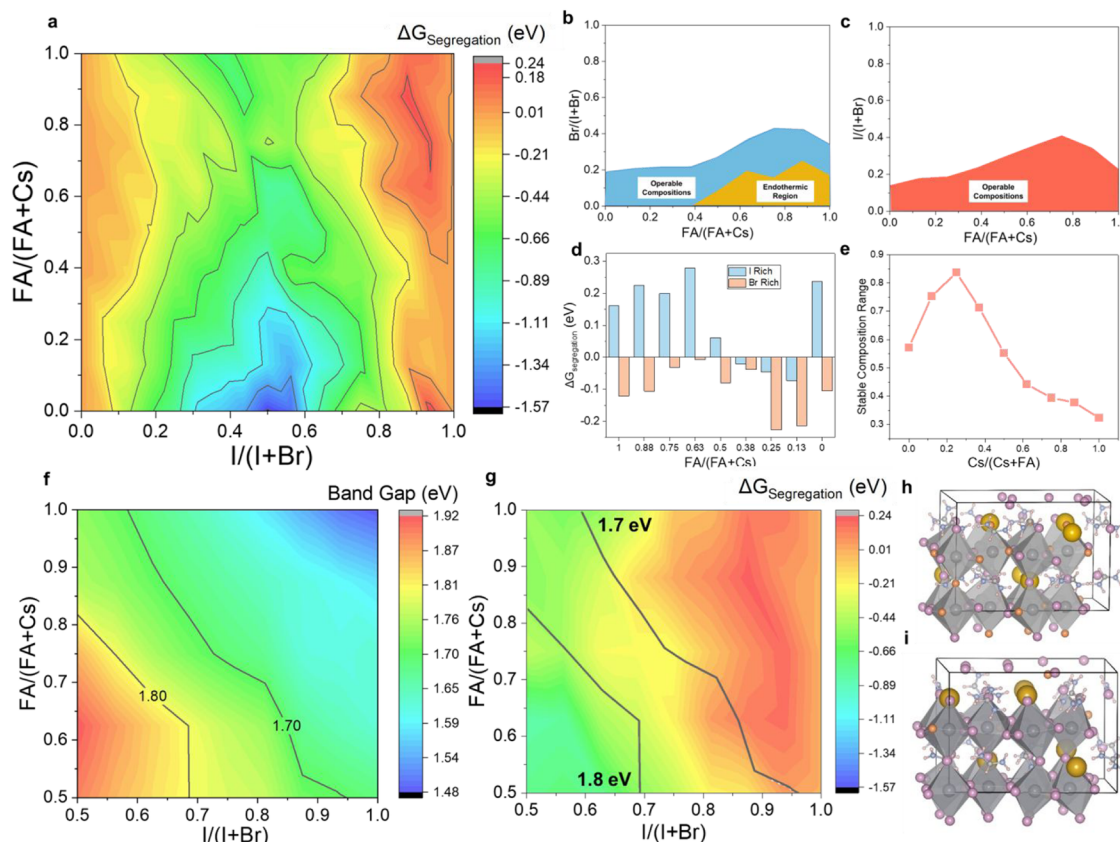 a
ΔG Segregation (eV)
FA/(FA+Cs)
1.0
0.8
0.6
0.4
0.2
0.0
0.0 0.2 0.4 0.6 0.8 1.0
I/(I+Br)
0.24
0.18
0.01
-0.21
-0.44
-0.66
-0.89
-1.11
-1.34
-1.57
b
Br/(I+Br)
1.0
0.8
0.6
0.4
0.2
0.0
Operable
Compositions
Endothermic
Region
0.0 0.2 0.4 0.6 0.8 1.0
FA/(FA+Cs)
c
I/(I+Br)
1.0
0.8
0.6
0.4
0.2
0.0
Operable
Compositions
0.0 0.2 0.4 0.6 0.8 1.
FA/(FA+Cs)
d
ΔGsegregation (eV)
0.3
0.2
0.1
0.0
-0.1
-0.2
I Rich
Br Rich
1 0.88 0.75 0.63 0.5 0.38 0.25 0.13 0
FA/(FA+Cs)
e
Stable Composition Range
0.9
0.8
0.7
0.6
0.5
0.4
0.3
0.0 0.2 0.4 0.6 0.8 1.0
Cs/(Cs+FA)
f
Band Gap (eV)
FA/(FA+Cs)
1.0
0.9
0.8
0.7
0.6
0.5
1.80
1.70
0.5 0.6 0.7 0.8 0.9 1.0
I/(I+Br)
1.92
1.87
1.81
1.76
1.70
1.65
1.59
1.54
1.48
g
ΔG Segregation (eV)
FA/(FA+Cs)
1.0
0.9
0.8
0.7
0.6
0.5
1.7 eV
1.8 eV
0.5 0.6 0.7 0.8 0.9 1.0
I/(I+Br)
0.24
0.01
-0.21
-0.44
-0.66
-0.89
-1.11
-1.34
-1.57
h
i